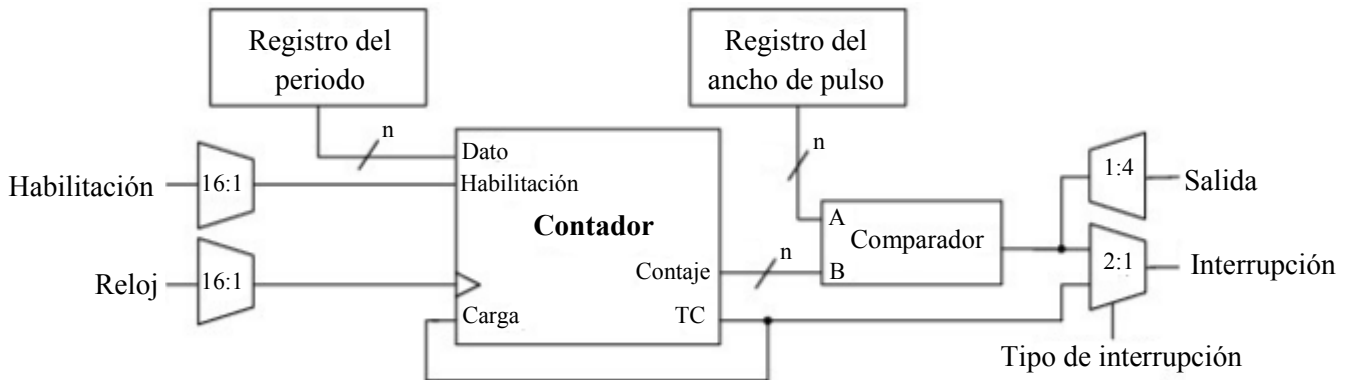 Registro del
periodo
Registro del
ancho de pulso
n
n
Dato
Habilitación
16:1
Habilitación
Contador
1:4
Salida
A
Comparador
B
Reloj
16:1
Contaje
n
2:1
Interrupción
Carga
TC
Tipo de interrupción